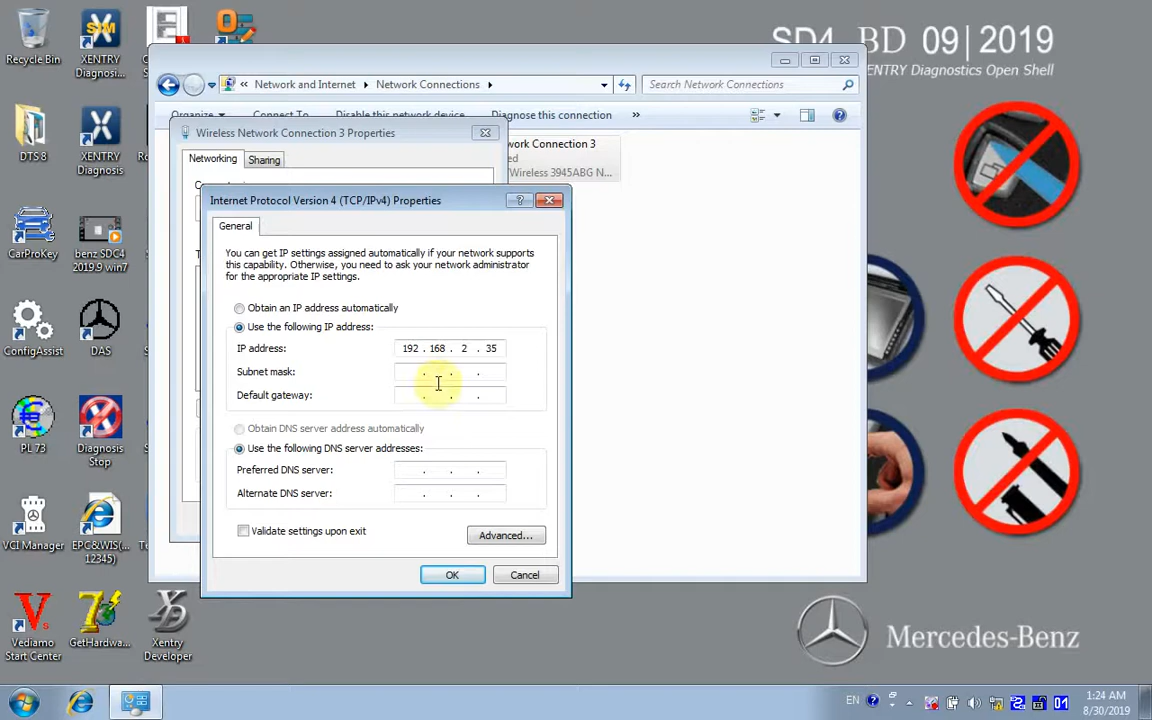 Recycle Bin
XENTRY
Diagnosi...
SD4 BD 09|2019
XENTRY Diagnostics Open Shell
Network and Internet
Network Connections
Search Network Connections
Organize
Connect To
Disable this network device
Diagnose this connection
»
Wireless Network Connection 3 Properties
Networking
Sharing
work Connection 3
ed
/Wireless 3945ABG N...
DTS 8
XENTRY
Diagnosis
Internet Protocol Version 4 (TCP/IPv4) Properties
General
You can get IP settings assigned automatically if your network supports
this capability. Otherwise, you need to ask your network administrator
for the appropriate IP settings.
Obtain an IP address automatically
Use the following IP address:
IP address:
192 . 168 . 2 . 35
Subnet mask:
Default gateway:
Obtain DNS server address automatically
Use the following DNS server addresses:
Preferred DNS server:
Alternate DNS server:
Validate settings upon exit
Advanced...
OK
Cancel
CarProKey
benz SDC4
2019.9 win7
ConfigAssist
DAS
PL 73
Diagnosis
Stop
VCI Manager
EPC&WIS(...
12345)
Vediamo
Start Center
GetHardwa...
Xentry
Developer
Mercedes-Benz
EN
1:24 AM
8/30/2019